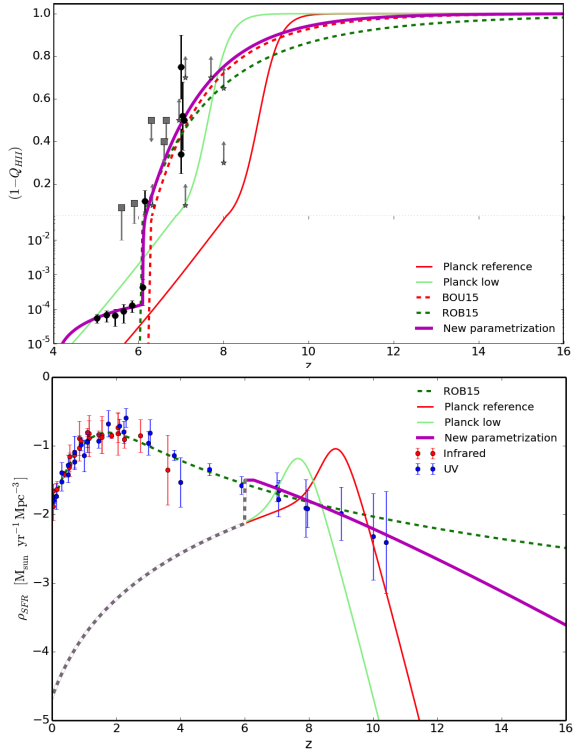 1.0
0.8
0.6
0.4
0.2
10⁻²
10⁻³
10⁻⁴
10⁻⁵
(1-Q_HII)
Planck reference
Planck low
BOU15
ROB15
New parametrization
4 6 8 10 12 14 16
z
0
−1
−2
−3
−4
−5
ρ_SFR [M_sun yr⁻¹ Mpc⁻³]
ROB15
Planck reference
Planck low
New parametrization
Infrared
UV
0 2 4 6 8 10 12 14 16
z